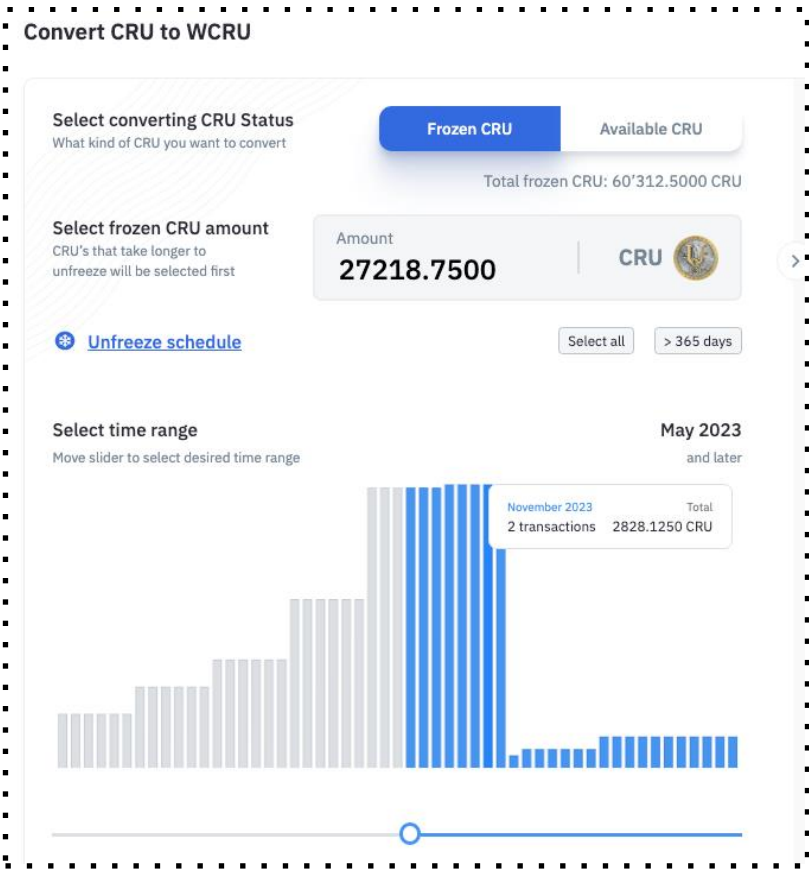 Convert CRU to WCRU
Select converting CRU Status
What kind of CRU you want to convert
Frozen CRU
Available CRU
Total frozen CRU: 60’312.5000 CRU
Select frozen CRU amount
CRU's that take longer to
unfreeze will be selected first
Amount
27218.7500
CRU
Unfreeze schedule
Select all
> 365 days
Select time range
Move slider to select desired time range
May 2023
and later
November 2023 Total
2 transactions 2828.1250 CRU